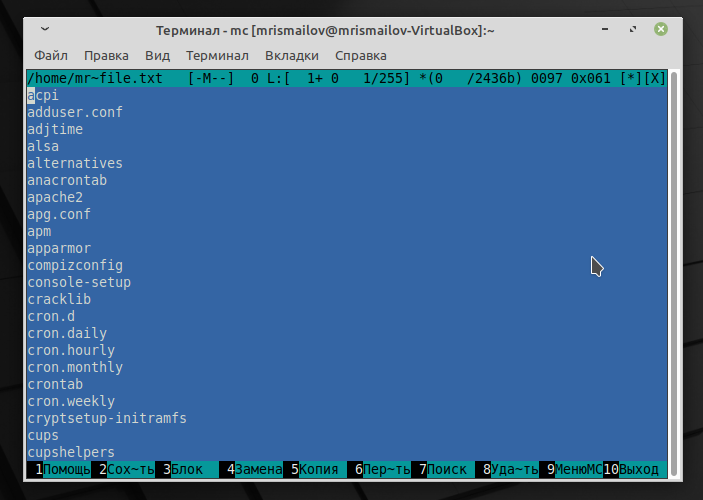 Терминал - mc [mrismailov@mrismailov-VirtualBox]:~
Файл Правка Вид Терминал Вкладки Справка
/home/mr~file.txt [-M--] 0 L:[ 1+ 0 1/255] *(0 /2436b) 0097 0x061 [*][X]
acpi
adduser.conf
adjtime
alsa
alternatives
anacrontab
apache2
apg.conf
apm
apparmor
compizconfig
console-setup
cracklib
cron.d
cron.daily
cron.hourly
cron.monthly
crontab
cron.weekly
cryptsetup-initramfs
cups
cupshelpers
1Помощь 2Сох~ть 3Блок 4Замена 5Копия 6Пер~ть 7Поиск 8Уда~ть 9МенюMC 10Выход